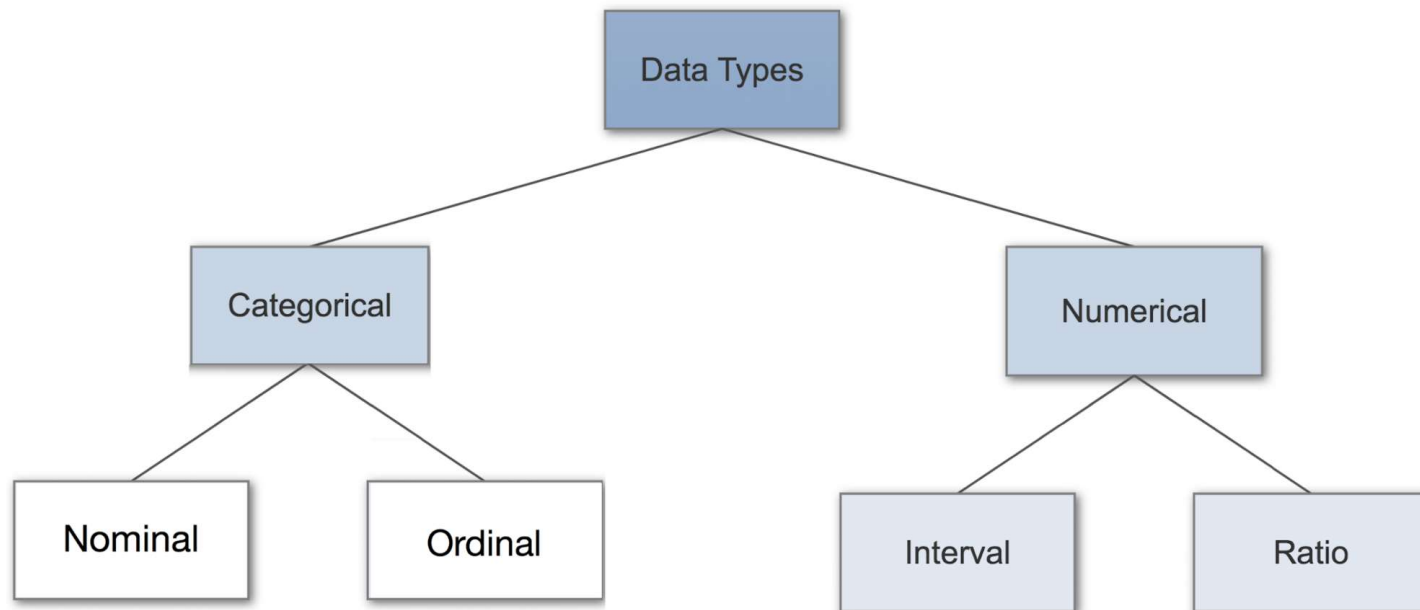 Data Types
Categorical
Numerical
Nominal
Ordinal
Interval
Ratio